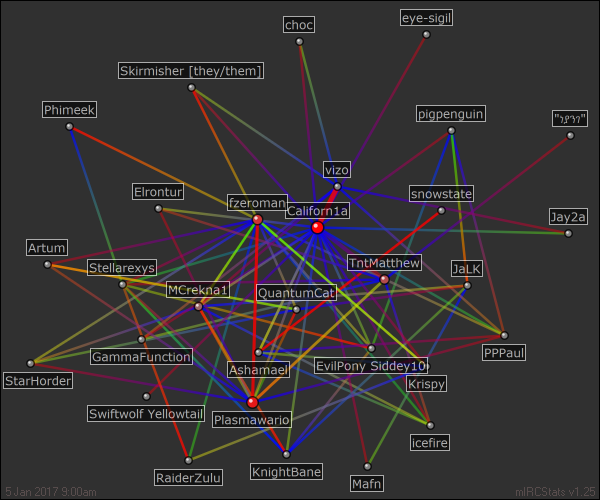 choc
eye-sigil
Skirmisher [they/them]
Phimeek
pigpenguin
vizo
Elrontur
snowstate
fzeroman
Californ1a
Jay2a
Artum
Stellarexys
TntMatthew
JaLK
MCrekna1
QuantumCat
GammaFunction
PPPaul
StarHorder
Ashamael
EvilPony Siddey10
Krispy
Swiftwolf Yellowtail
Plasmawario
icefire
RaiderZulu
KnightBane
Mafn
5 Jan 2017 9:00am
mIRCStats v1.25